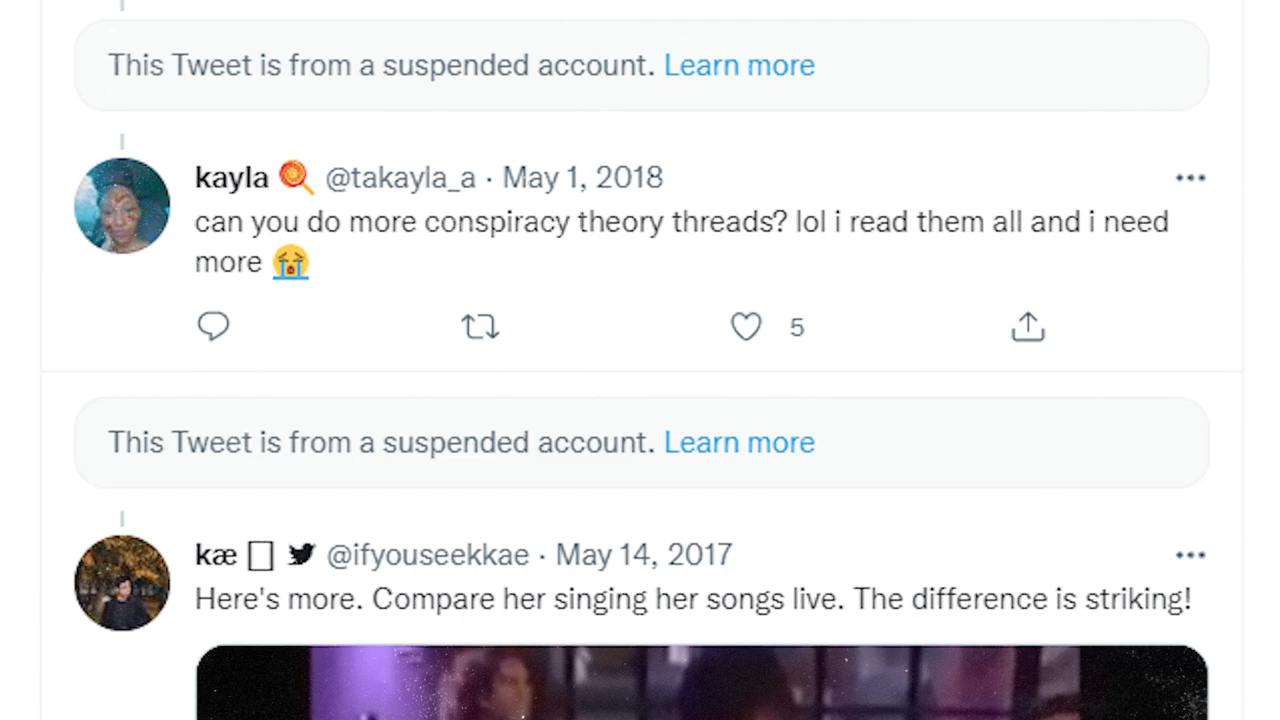 This Tweet is from a suspended account. Learn more
kayla 🍭 @takayla_a · May 1, 2018
can you do more conspiracy theory threads? lol i read them all and i need
more 😭
5
This Tweet is from a suspended account. Learn more
kæ @ifyouseekkae · May 14, 2017
Here's more. Compare her singing her songs live. The difference is striking!